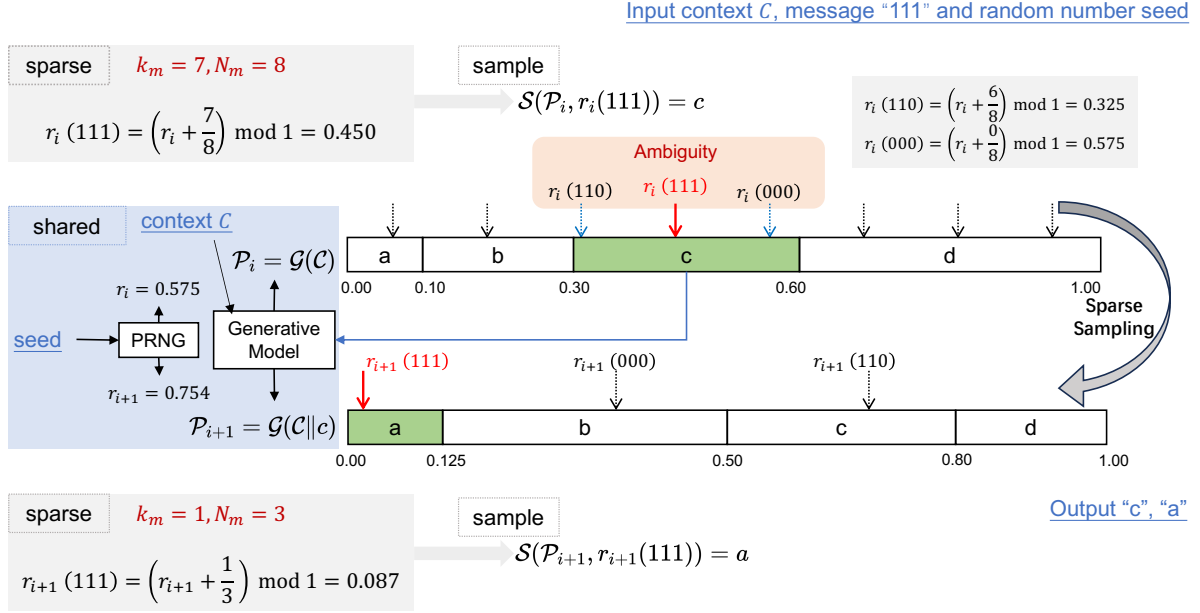 Input context C, message “111” and random number seed
sparse
k_m = 7, N_m = 8
sample
r_i (111) = (r_i + 7/8) mod 1 = 0.450
S(P_i, r_i(111)) = c
r_i (110) = (r_i + 6/8) mod 1 = 0.325
r_i (000) = (r_i + 0/8) mod 1 = 0.575
Ambiguity
r_i (110)
r_i (111)
r_i (000)
shared
context C
P_i = G(C)
a
b
c
d
0.00
0.10
0.30
0.60
1.00
r_i = 0.575
seed
PRNG
Generative
Model
r_{i+1} = 0.754
P_{i+1} = G(C||c)
Sparse
Sampling
r_{i+1} (111)
r_{i+1} (000)
r_{i+1} (110)
a
b
c
d
0.00
0.125
0.50
0.80
1.00
sparse
k_m = 1, N_m = 3
sample
Output “c”, “a”
r_{i+1} (111) = (r_{i+1} + 1/3) mod 1 = 0.087
S(P_{i+1}, r_{i+1}(111)) = a